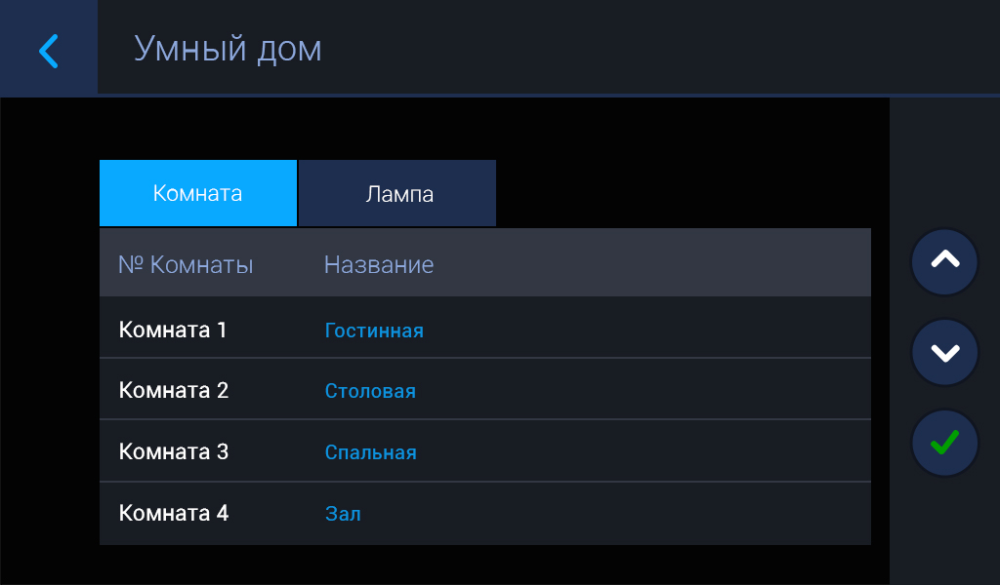 Умный дом
Комната Лампа
№ Комнаты Название
Комната 1 Гостинная
Комната 2 Столовая
Комната 3 Спальная
Комната 4 Зал